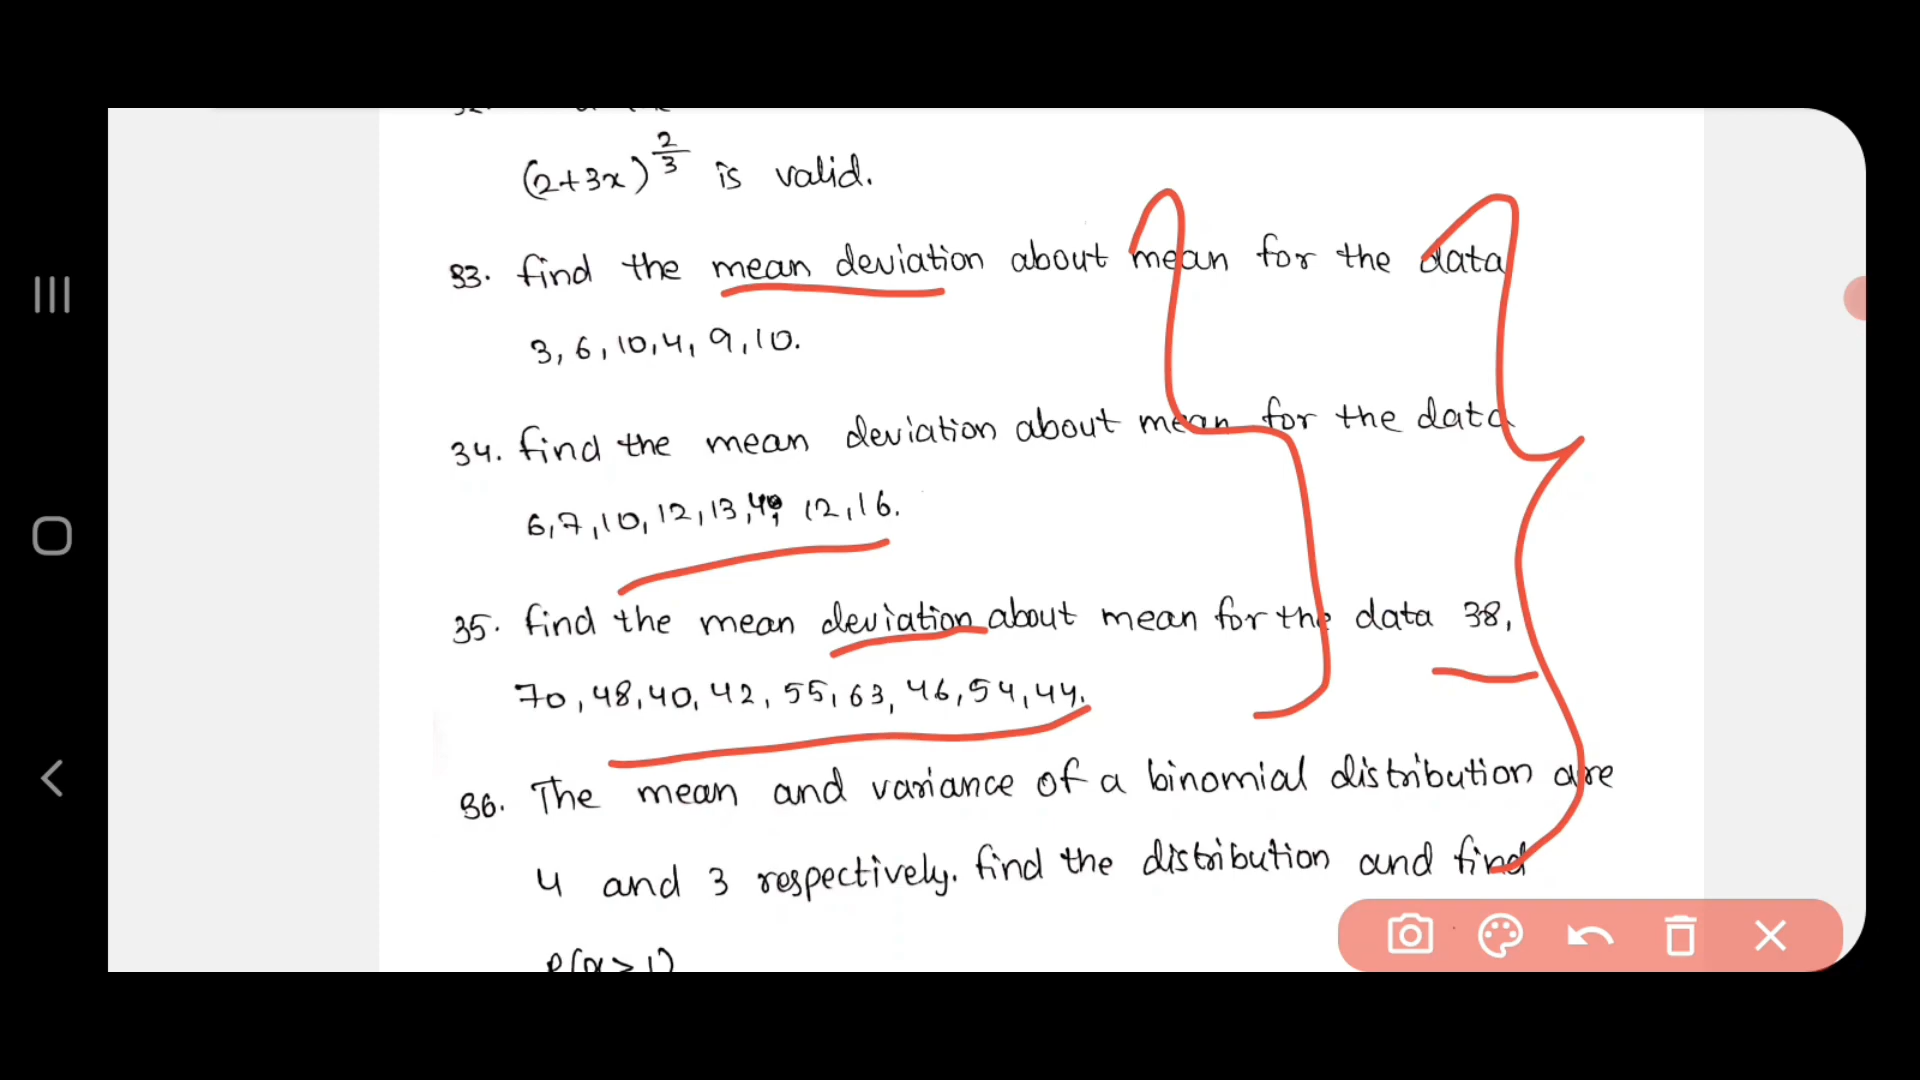 (2+3x)^2/3 is valid.
33. find the mean deviation about mean for the data
3, 6, 10, 4, 9, 10.
34. find the mean deviation about mean for the data
6, 7, 10, 12, 13, 12, 16.
35. find the mean deviation about mean for the data 38,
70, 48, 40, 42, 55, 63, 46, 54, 44.
36. The mean and variance of a binomial distribution are
4 and 3 respectively. find the distribution and find